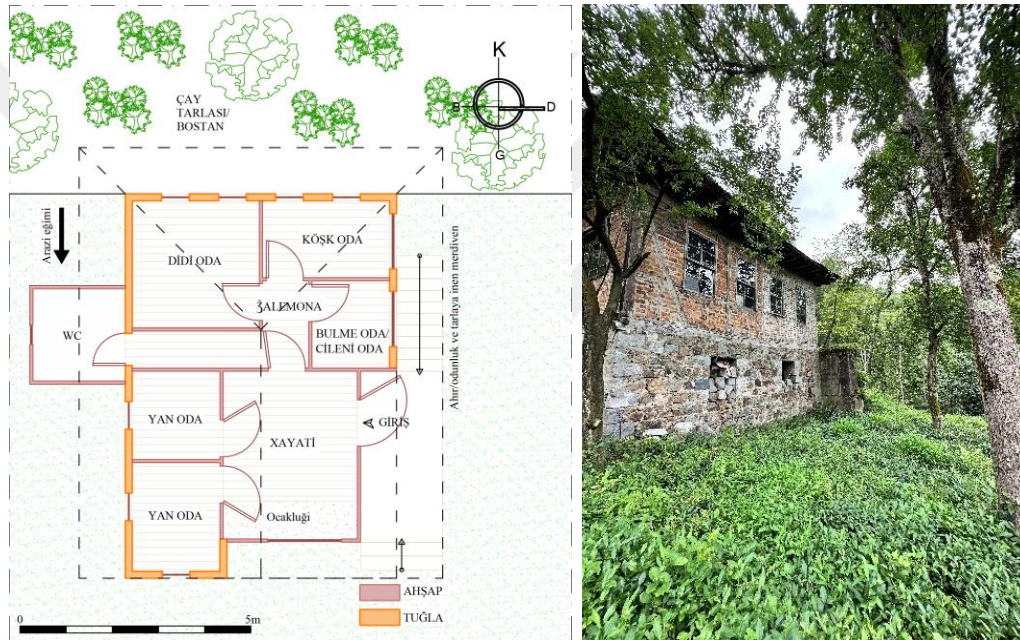 ÇAY
TARLASI/
BOSTAN
K
B
D
G
Arazi eğimi
DİDİ ODA
KÖŞK ODA
ǮALEMONA
BULME ODA/
CİLENİ ODA
WC
Ahır/odunluk ve tarlaya inen merdiven
YAN ODA
GİRİŞ
XAYATİ
YAN ODA
Ocakluği
AHŞAP
TUĞLA
0
5m